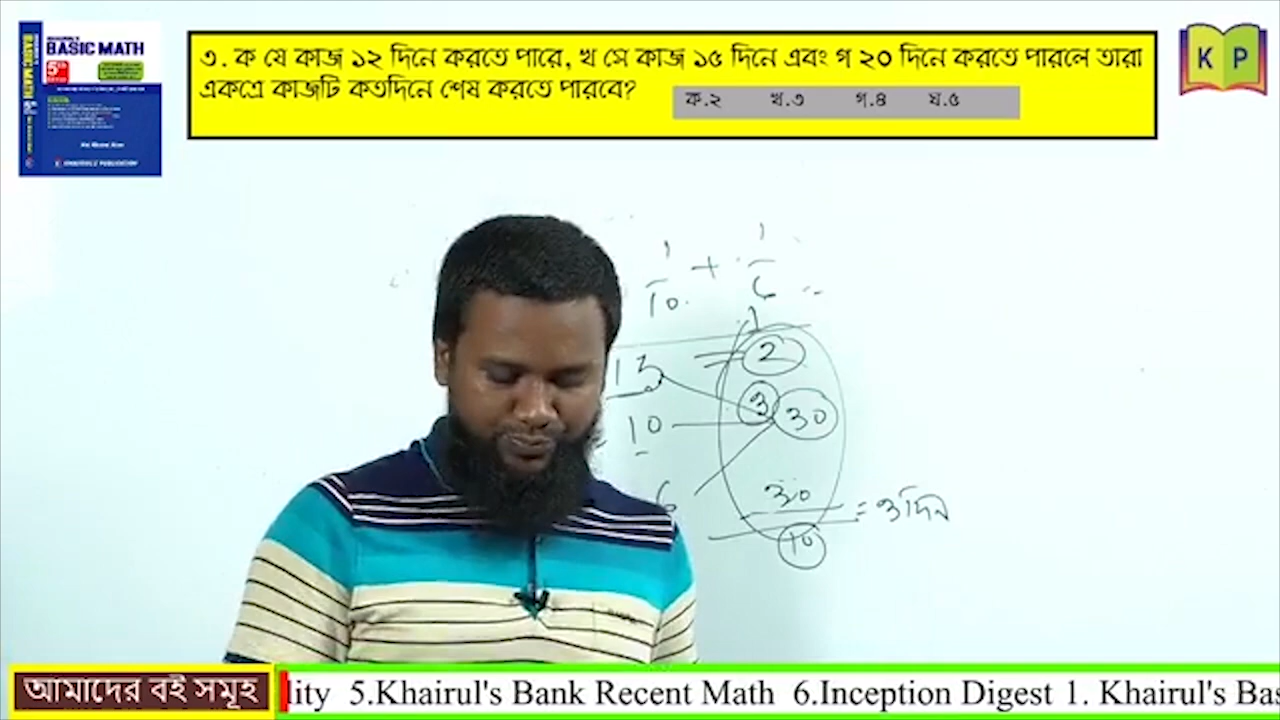 BASIC MATH
5th
৩. ক যে কাজ ১২ দিনে করতে পারে, খ সে কাজ ১৫ দিনে এবং গ ২০ দিনে করতে পারলে তারা
একত্রে কাজটি কতদিনে শেষ করতে পারবে?
ক.২ খ.৩ গ.৪ ঘ.৫
K P
1/10 + 1/6
2
3 30
10
30/10 = ৩দিন
আমাদের বই সমূহ
lity 5.Khairul's Bank Recent Math 6.Inception Digest 1. Khairul's Bas